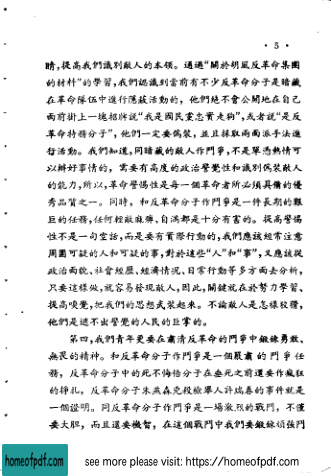 · 5 ·
睛,提高我們識別敵人的本領。通過“關於胡風反革命集團
的材料”的學習,我們認識到當前有不少反革命分子是暗藏
在革命隊伍中進行隱蔽活動的,他們絕不會公開地在自己
面前掛上一塊招牌說“我是國民黨忠實走狗”,或者說“是反
革命特務分子”,他們一定要偽裝,並且採取兩面派手法進
行活動。我們知道,同暗藏的敵人作鬥爭,不是單憑熱情可
以辦好事情的,需要有高度的政治警覺性和識別偽裝敵人
的能力,所以,革命警惕性是每一個革命者所必須具備的優
秀品質之一。同時,和反革命分子作鬥爭是一件長期的艱
巨的任務,任何輕敵麻痺、自滿都是十分有害的。提高警惕
性不是一句空話,而是要有實際行動的,我們應該經常注意
周圍可疑的人和可疑的事,對於這些“人”和“事”,又應該從
政治面貌、社會經歷、經濟情況、日常行動等多方面去分析,
只要這樣做,就容易發現敵人,因此,關鍵就在於努力學習、
提高嗅覺,把我們的思想武裝起來。不論敵人是怎樣狡猾,
他們是逃不出警覺的人民的巨掌的。
第四,我們青年更要在肅清反革命的鬥爭中鍛鍊勇敢、
無畏的精神。和反革命分子作鬥爭是一個嚴肅的鬥爭任
務,反革命分子中的死不悔悟分子在垂死之前還要作瘋狂
的掙扎,反革命分子朱燕森兇殺檢舉人許瑞春的事件就是
一個證明。同反革命分子作鬥爭是一場激烈的戰鬥,不僅
要大膽,而且還要機智,在這個戰鬥中我們要鍛鍊頑強鬥
homeofpdf.com
see more please visit: https://homeofpdf.com